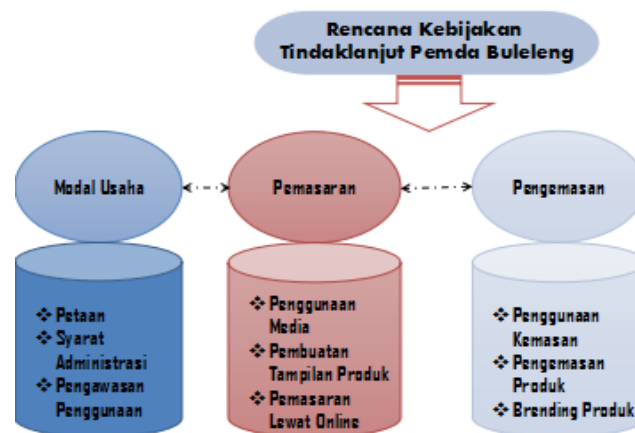 Rencana Kebijakan
Tindaklanjut Pemda Buleleng
Modal Usaha
Pemasaran
Pengemasan
❖ Petaan
❖ Syarat
Administrasi
❖ Pengawasan
Penggunaan
❖ Penggunaan
Media
❖ Pembuatan
Tampilan Produk
❖ Pemasaran
Lewat Online
❖ Penggunaan
Kemasan
❖ Pengemasan
Produk
❖ Brending Produk